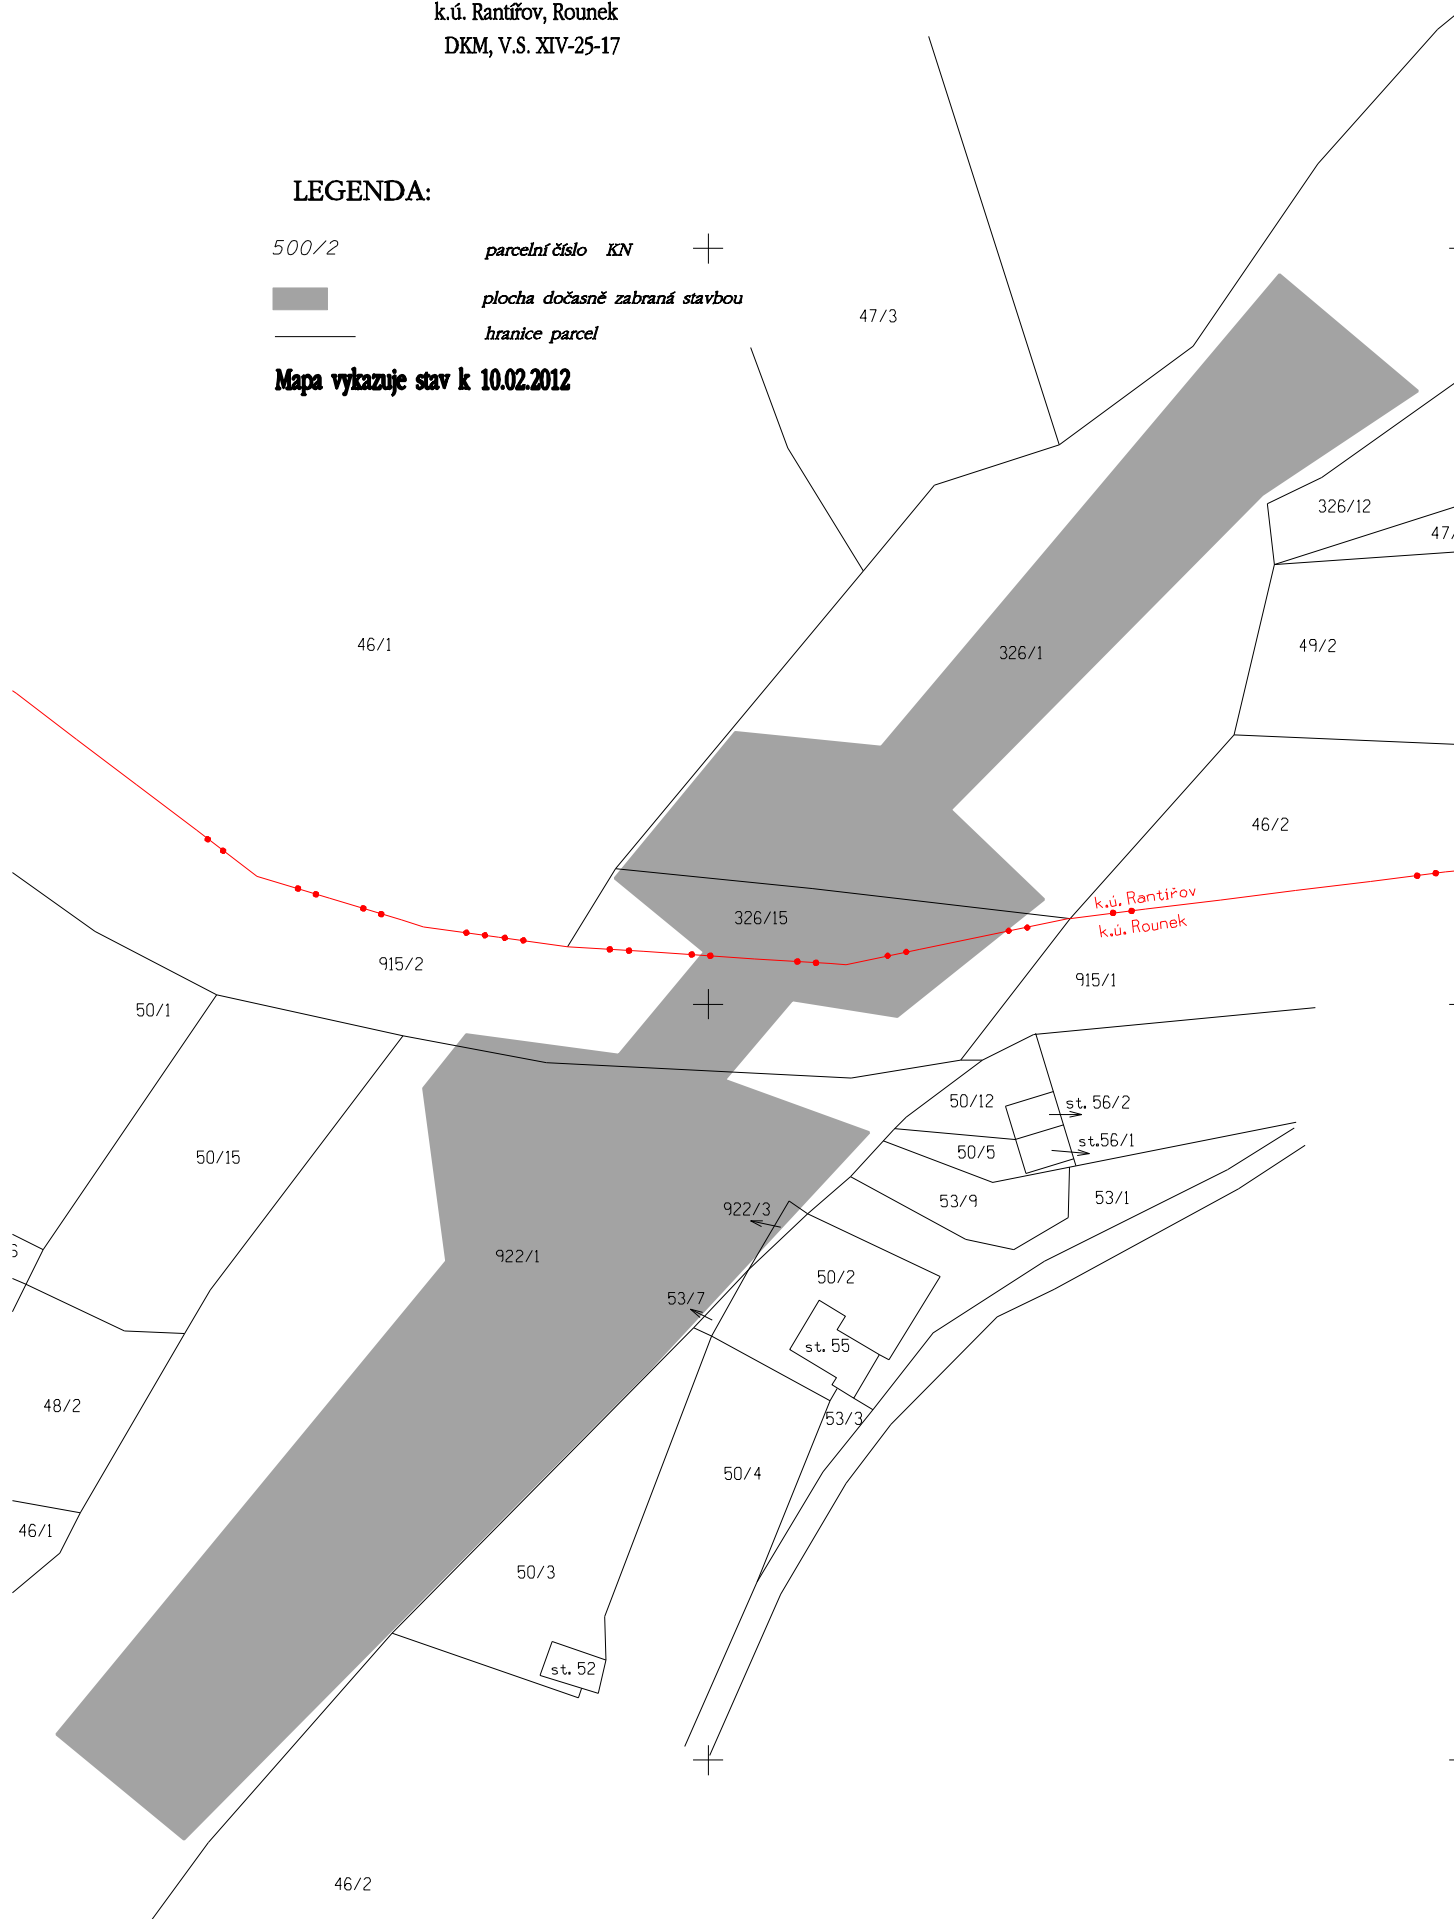 k.ú. Rantířov, Rounek
DKM, V.S. XIV-25-17
LEGENDA:
500/2 parcelní číslo KN
plocha dočasně zabraná stavbou
hranice parcel
Mapa vykazuje stav k 10.02.2012
47/3
326/12
47/
46/1
326/1
49/2
46/2
k.ú. Rantířov
k.ú. Rounek
326/15
915/2
915/1
50/1
50/12
st. 56/2
st.56/1
50/5
50/15
53/9
53/1
922/3
922/1
50/2
53/7
st. 55
48/2
53/3
50/4
46/1
50/3
st. 52
46/2